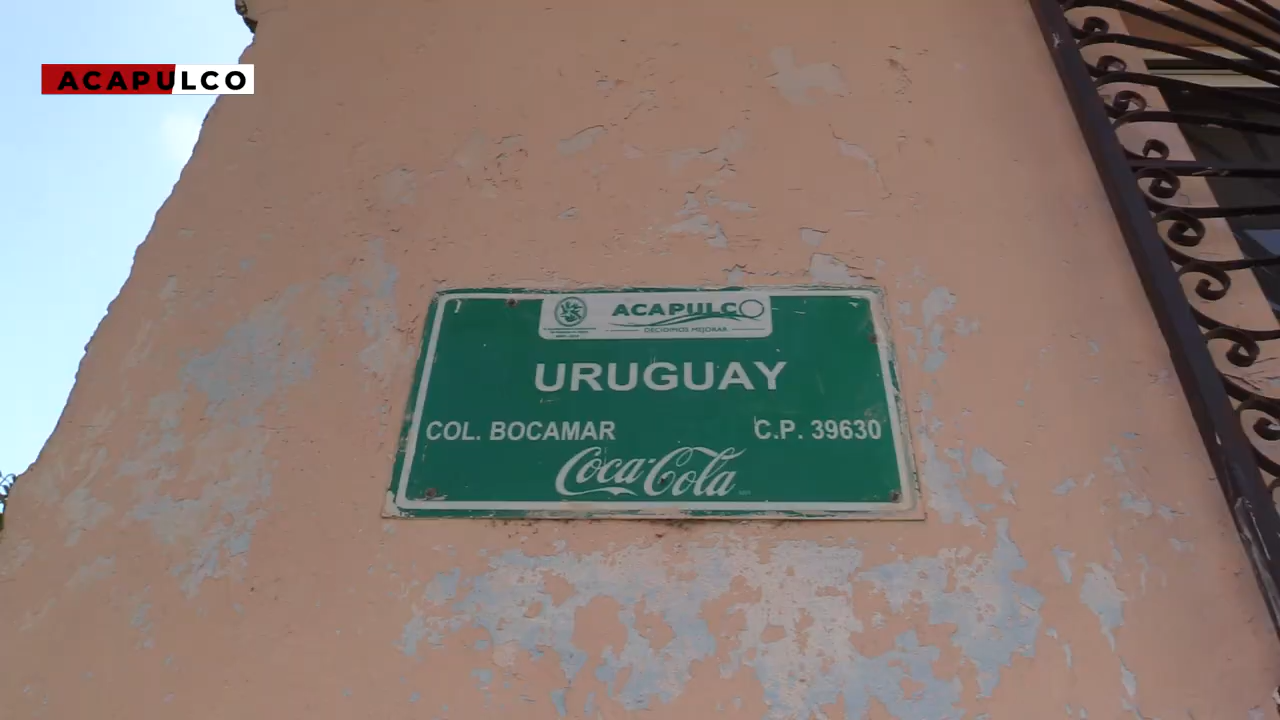 ACAPULCO
ACAPULCO
DECIDIMOS MEJORAR
URUGUAY
COL. BOCAMAR
C.P. 39630
Coca-Cola